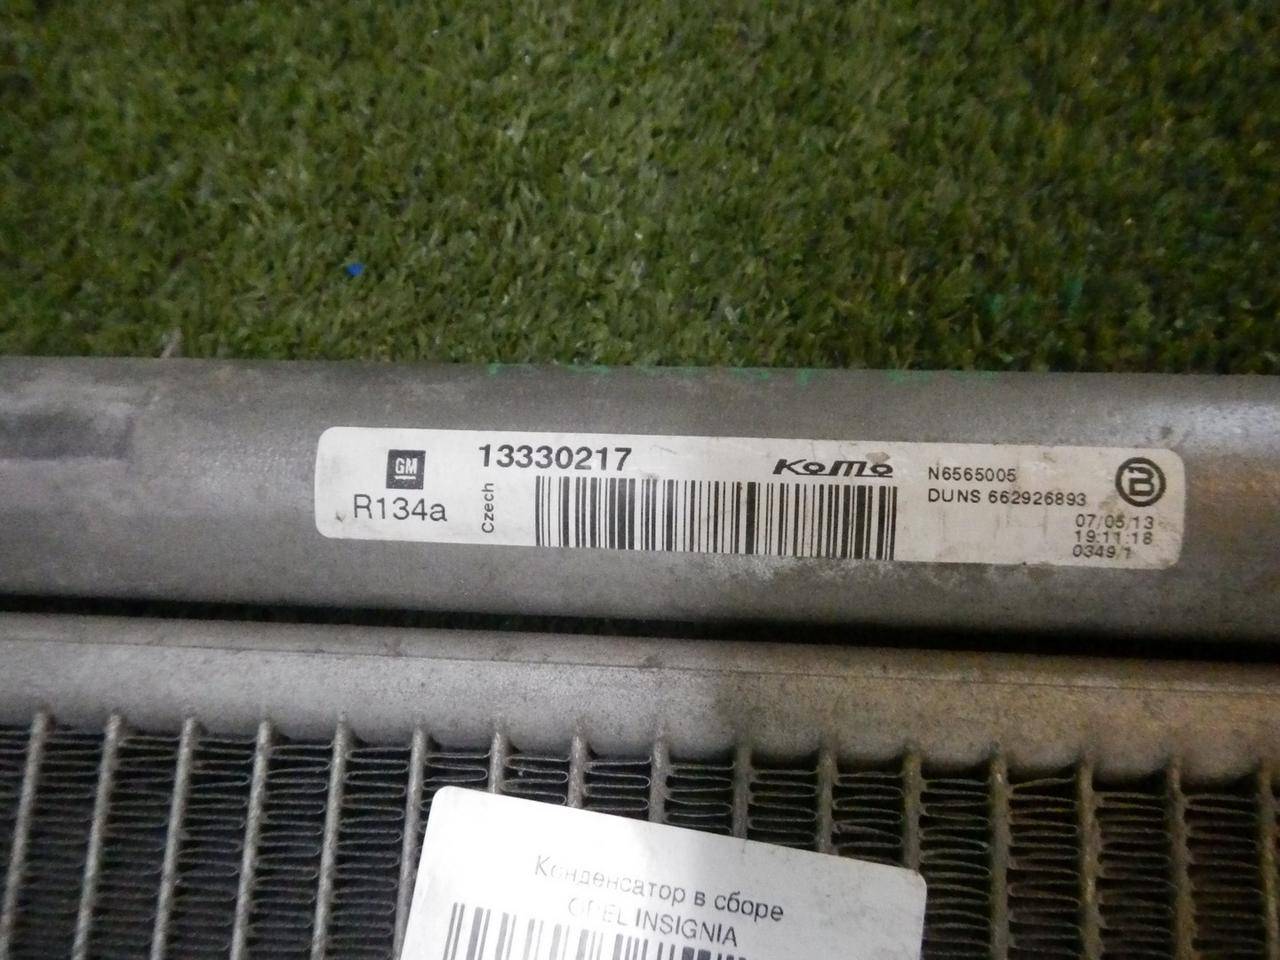 GM
R134a
Czech
13330217
KOMO
N6565005
DUNS 662926893
B
07/05/13
19:11:18
0349/1
Конденсатор в сборе
OPEL INSIGNIA